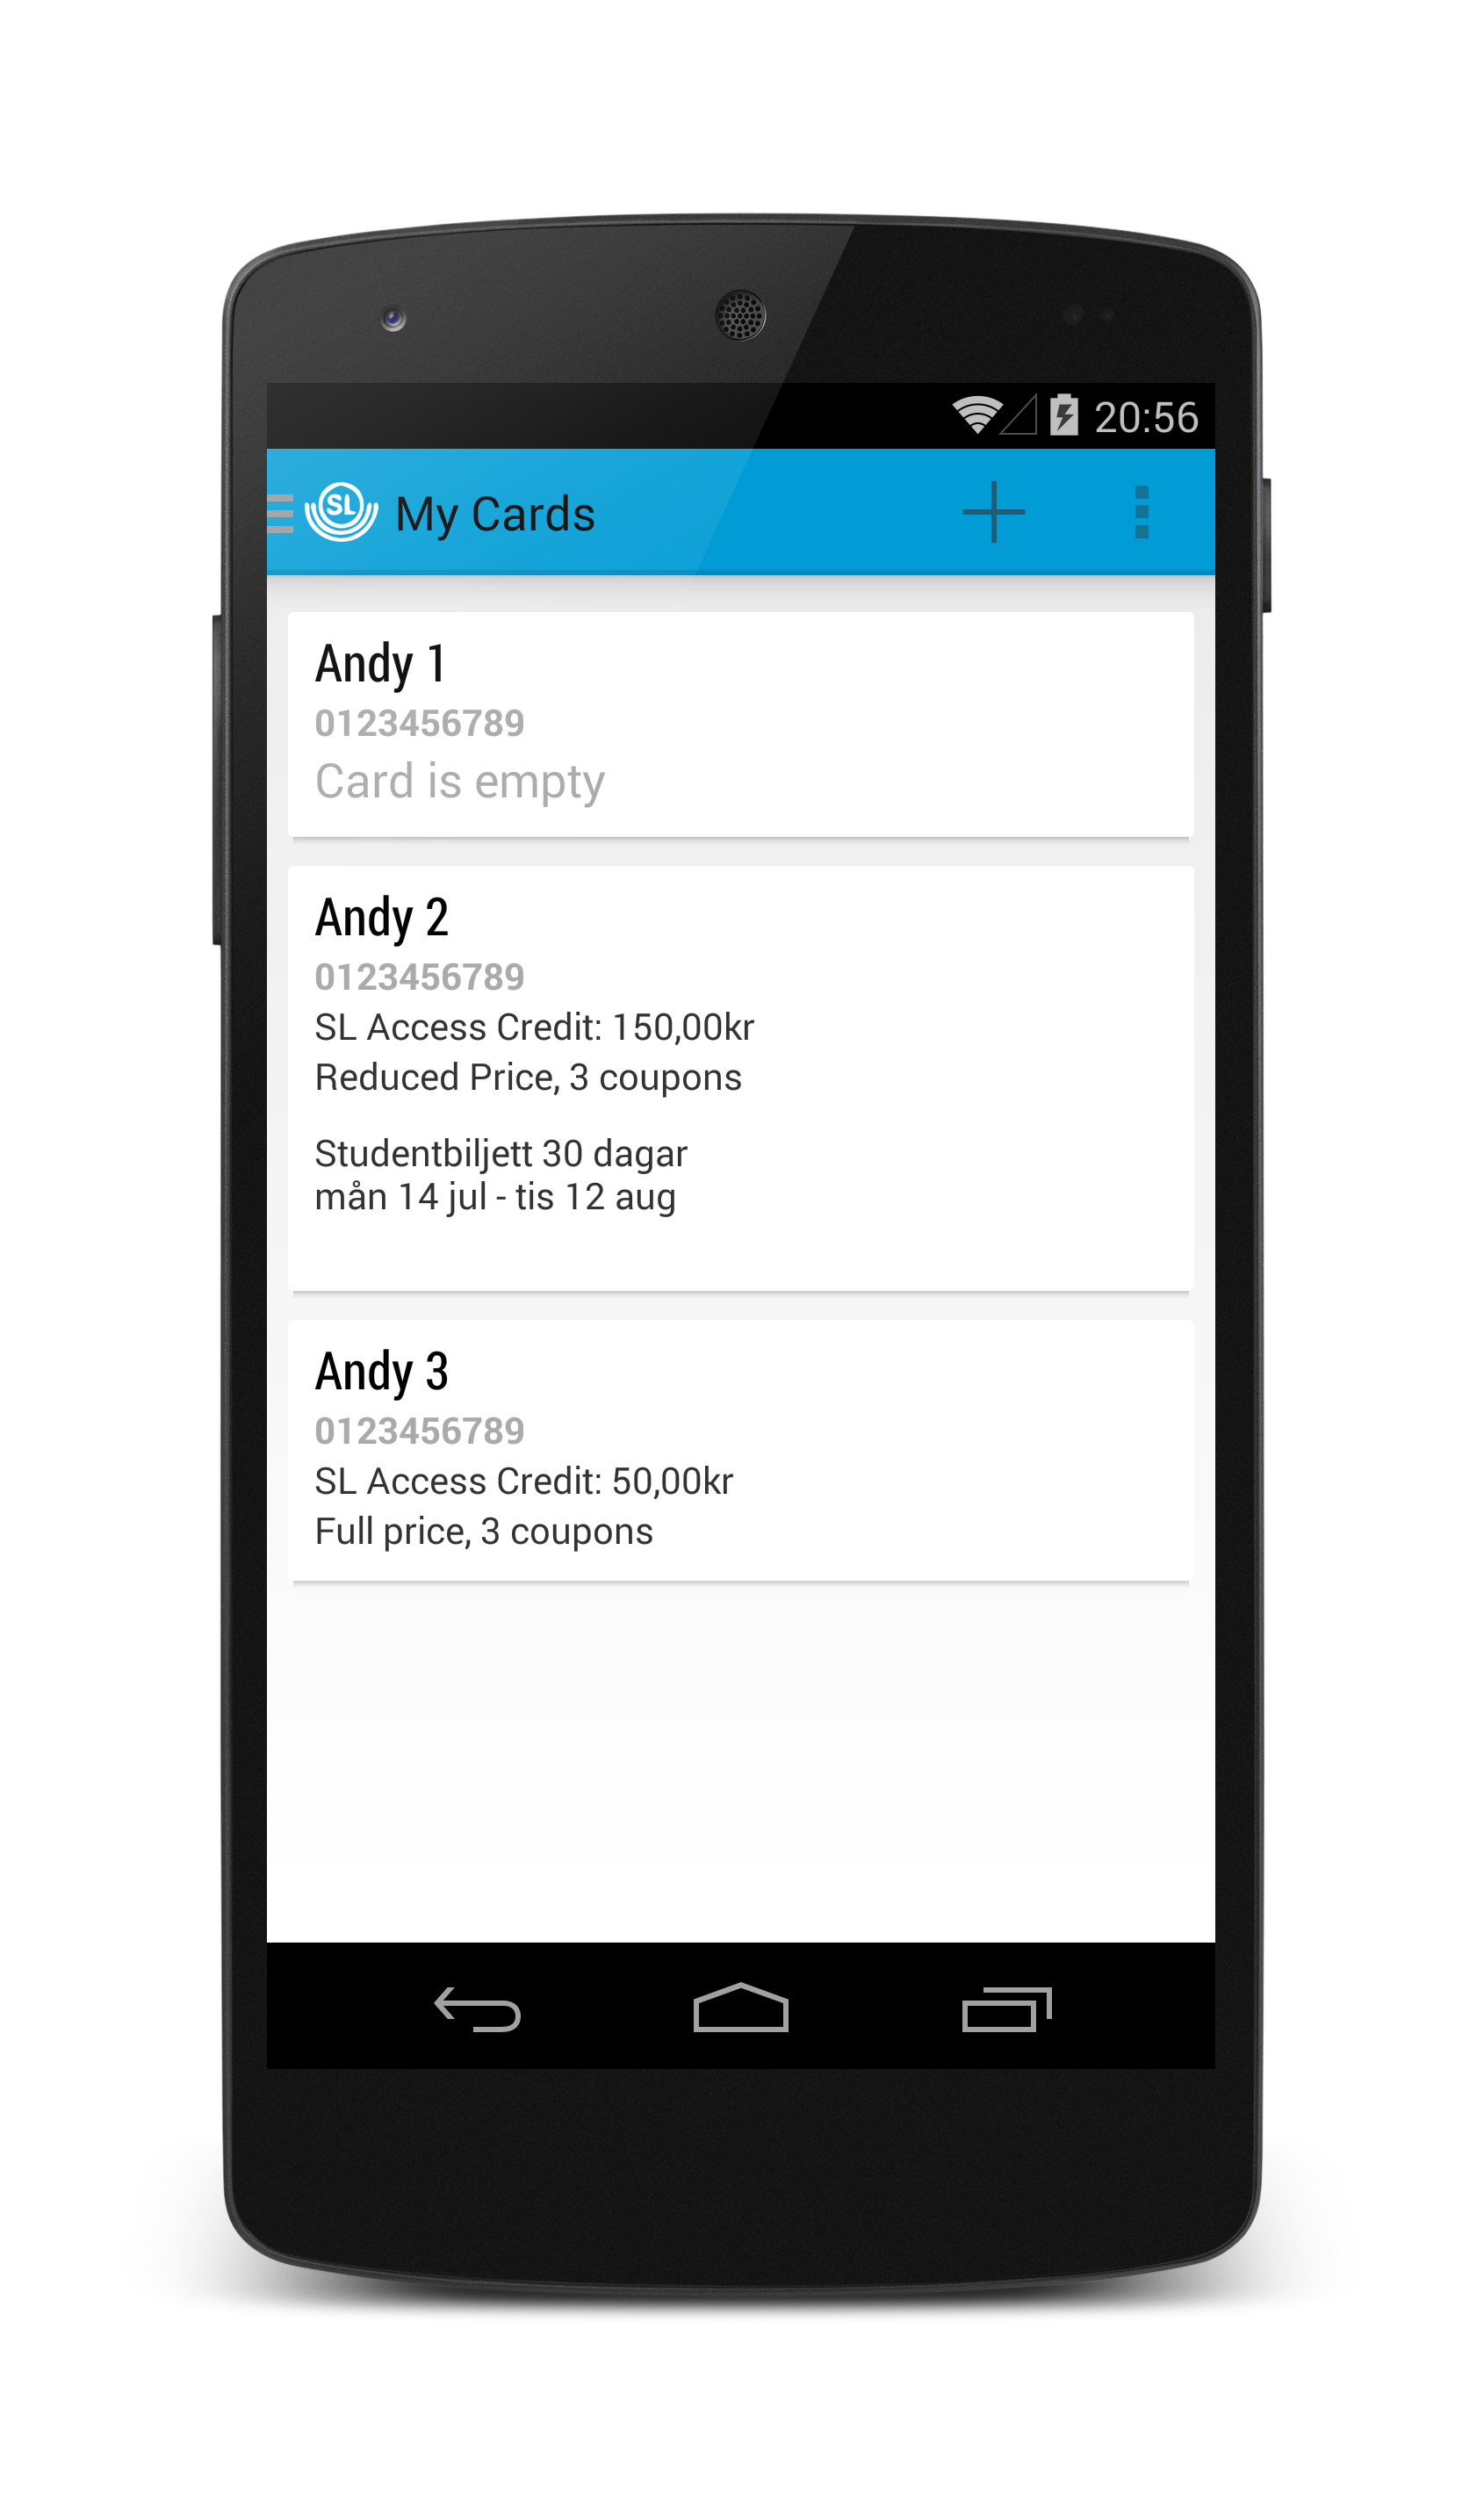 20:56
SL My Cards
Andy 1
0123456789
Card is empty
Andy 2
0123456789
SL Access Credit: 150,00kr
Reduced Price, 3 coupons
Studentbiljett 30 dagar
mån 14 jul - tis 12 aug
Andy 3
0123456789
SL Access Credit: 50,00kr
Full price, 3 coupons